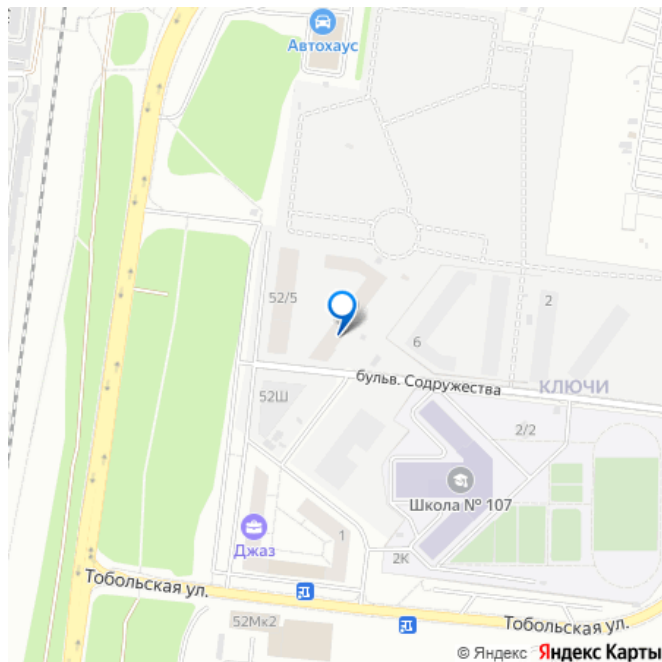 Автохаус
52/5
2
6
бульв. Содружества
КЛЮЧИ
52Ш
2/2
Школа № 107
Джаз
1
2К
Тобольская ул.
Тобольская ул.
52Мк2
© Яндекс Яндекс Карты